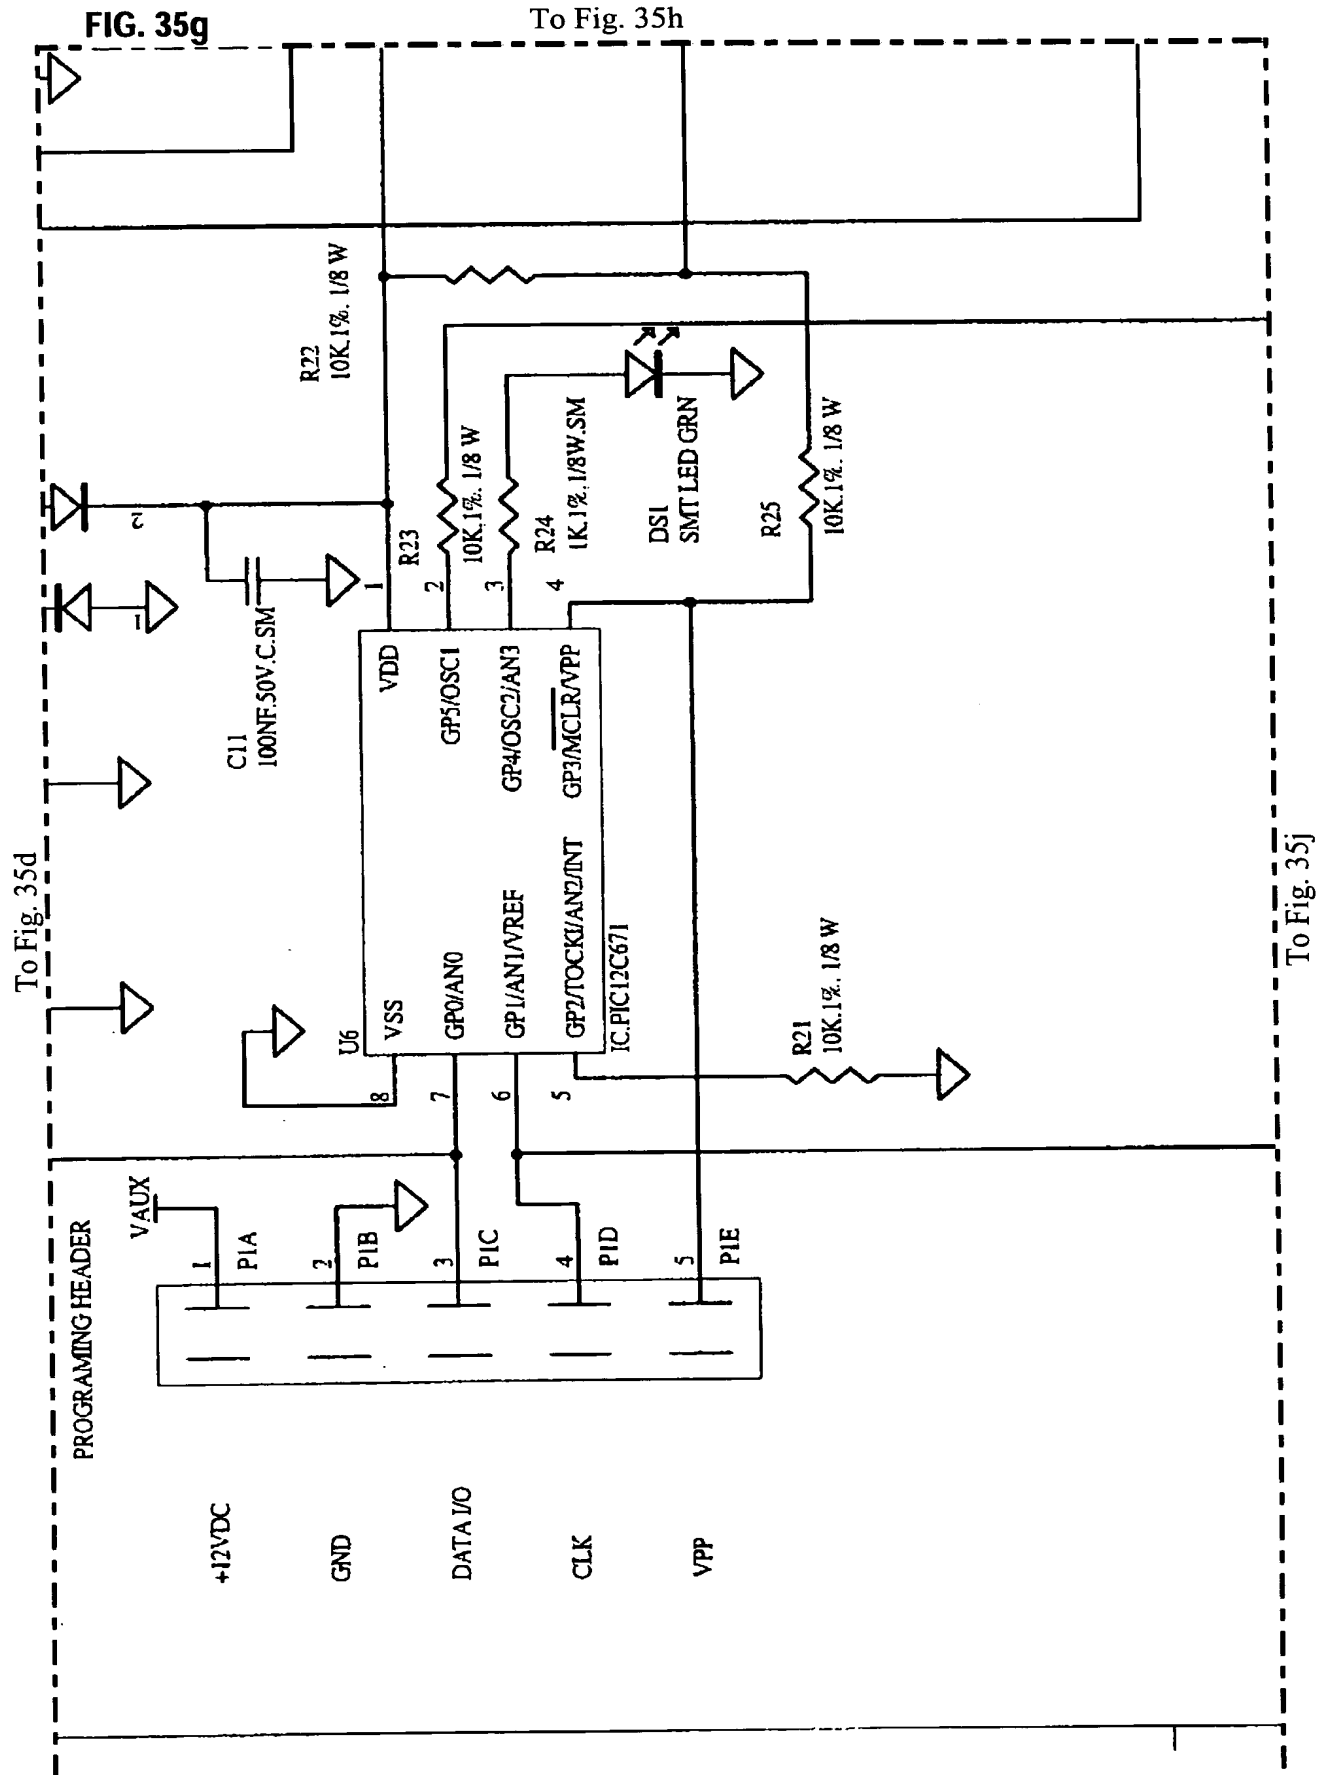 FIG. 35g
To Fig. 35h
To Fig. 35d
To Fig. 35j
R22
10K.1%. 1/8 W
2
1
C11
100NF.50V.C.SM
R23
10K.1%. 1/8 W
R24
1K.1%.1/8W.SM
DS1
SMT LED GRN
R25
10K.1%. 1/8 W
1
2
3
4
VDD
GP5/OSC1
GP4/OSC2/AN3
GP3/MCLR/VPP
VSS
GP0/AN0
GP1/AN1/VREF
GP2/TOCKI/AN2/INT
U6
IC.PIC12C671
8
7
6
5
R21
10K.1%. 1/8 W
PROGRAMING HEADER
VAUX
1
P1A
2
P1B
3
P1C
4
P1D
5
P1E
+12VDC
GND
DATA I/O
CLK
VPP